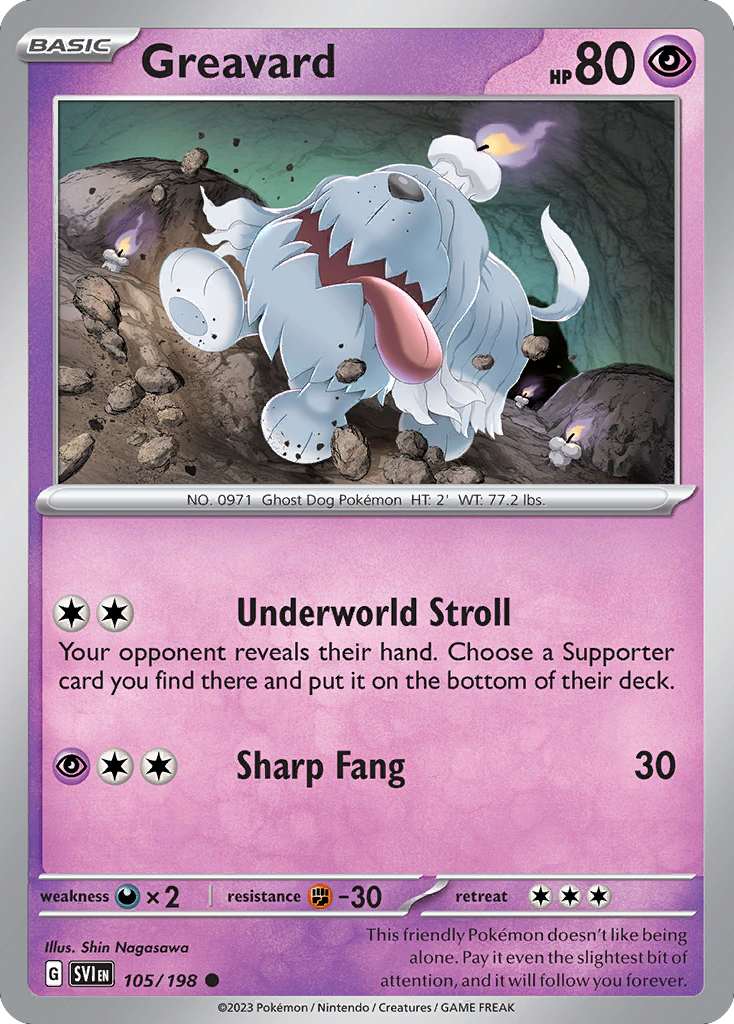 BASIC
Greavard
HP 80
NO. 0971 Ghost Dog Pokémon HT: 2' WT: 77.2 lbs.
Underworld Stroll
Your opponent reveals their hand. Choose a Supporter
card you find there and put it on the bottom of their deck.
Sharp Fang 30
weakness ×2 resistance -30 retreat
Illus. Shin Nagasawa
G SVI EN 105/198
This friendly Pokémon doesn't like being
alone. Pay it even the slightest bit of
attention, and it will follow you forever.
©2023 Pokémon / Nintendo / Creatures / GAME FREAK